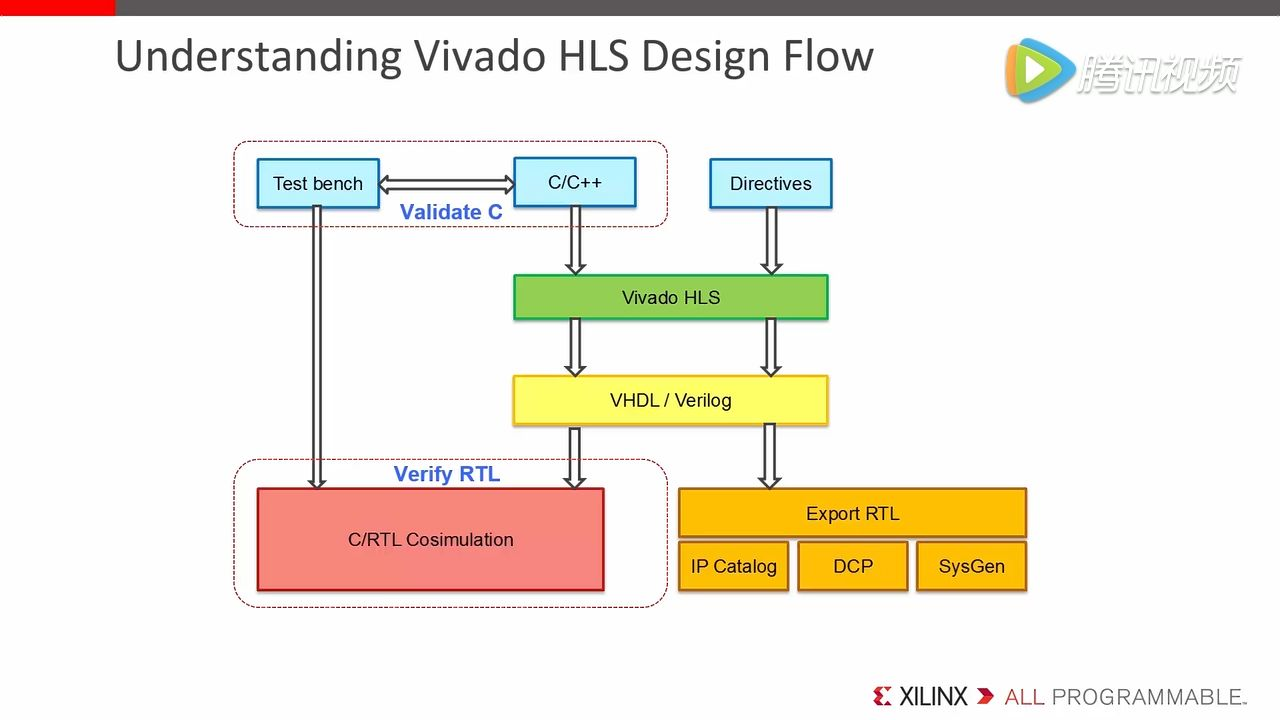 Understanding Vivado HLS Design Flow
腾讯视频
Test bench
C/C++
Directives
Validate C
Vivado HLS
VHDL / Verilog
Verify RTL
C/RTL Cosimulation
Export RTL
IP Catalog
DCP
SysGen
XILINX ALL PROGRAMMABLE™